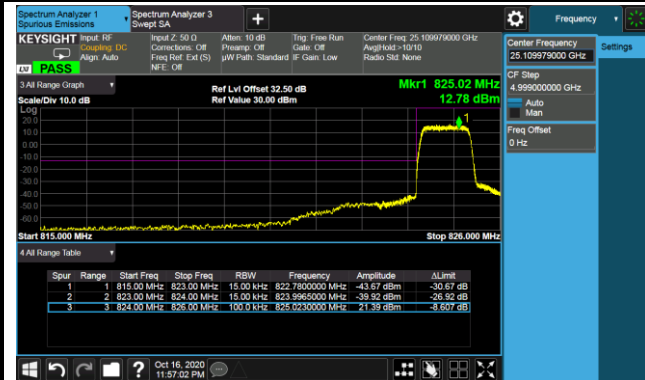 Spectrum Analyzer 1
Spurious Emissions
Spectrum Analyzer 3
Swept SA
Frequency
KEYSIGHT
Input: RF
Coupling: DC
Align: Auto
Input Z: 50 Ω
Corrections: Off
Freq Ref: Ext (S)
NFE: Off
Atten: 10 dB
Preamp: Off
µW Path: Standard
Trig: Free Run
Gate: Off
IF Gain: Low
Center Freq: 25.109979000 GHz
Avg|Hold:>10/10
Radio Std: None
LXI
PASS
Center Frequency
25.109979000 GHz
Settings
CF Step
4.999000000 GHz
Auto
Man
Freq Offset
0 Hz
3 All Range Graph
Scale/Div 10.0 dB
Ref Lvl Offset 32.50 dB
Ref Value 30.00 dBm
Mkr1 825.02 MHz
12.78 dBm
Log
20.0
10.0
0.00
-10.0
-20.0
-30.0
-40.0
-50.0
-60.0
1
Start 815.000 MHz
Stop 826.000 MHz
4 All Range Table
Spur Range Start Freq Stop Freq RBW Frequency Amplitude ΔLimit
1 1 815.00 MHz 823.00 MHz 15.00 kHz 822.7800000 MHz -43.67 dBm -30.67 dB
2 2 823.00 MHz 824.00 MHz 15.00 kHz 823.9965000 MHz -39.92 dBm -26.92 dB
3 3 824.00 MHz 826.00 MHz 100.0 kHz 825.0230000 MHz 21.39 dBm -8.607 dB
?
Oct 16, 2020
11:57:02 PM